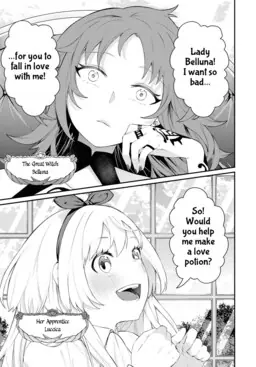 Lady
Belluna!
I want so
bad...
...for you to
fall in love
with me!
The Great Witch
Belluna
So!
Would you
help me
make a
love
potion?
Her Apprentice
Luccica